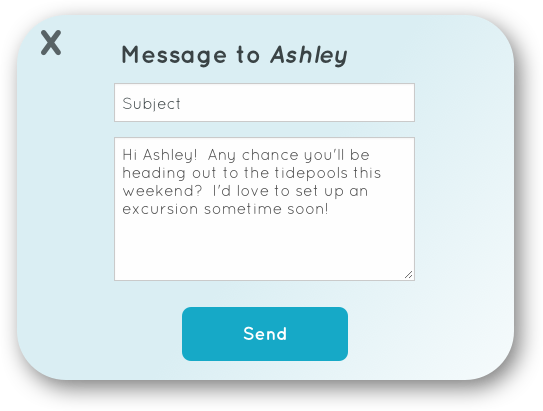 X
Message to Ashley
Subject
Hi Ashley!  Any chance you'll be
heading out to the tidepools this
weekend?  I'd love to set up an
excursion sometime soon!
Send